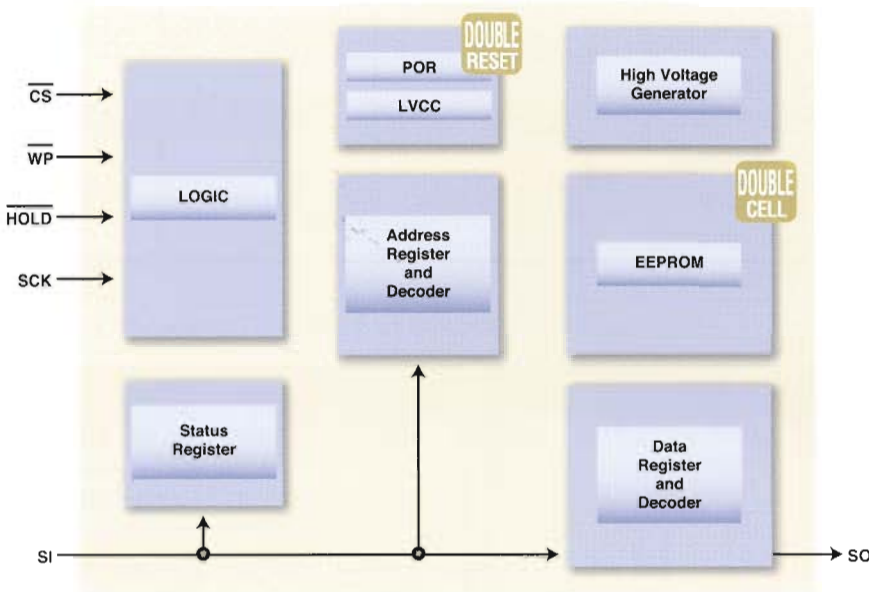 DOUBLE
RESET
POR
LVCC
High Voltage
Generator
CS
WP
HOLD
SCK
LOGIC
Address
Register
and
Decoder
DOUBLE
CELL
EEPROM
Status
Register
Data
Register
and
Decoder
SI
SO